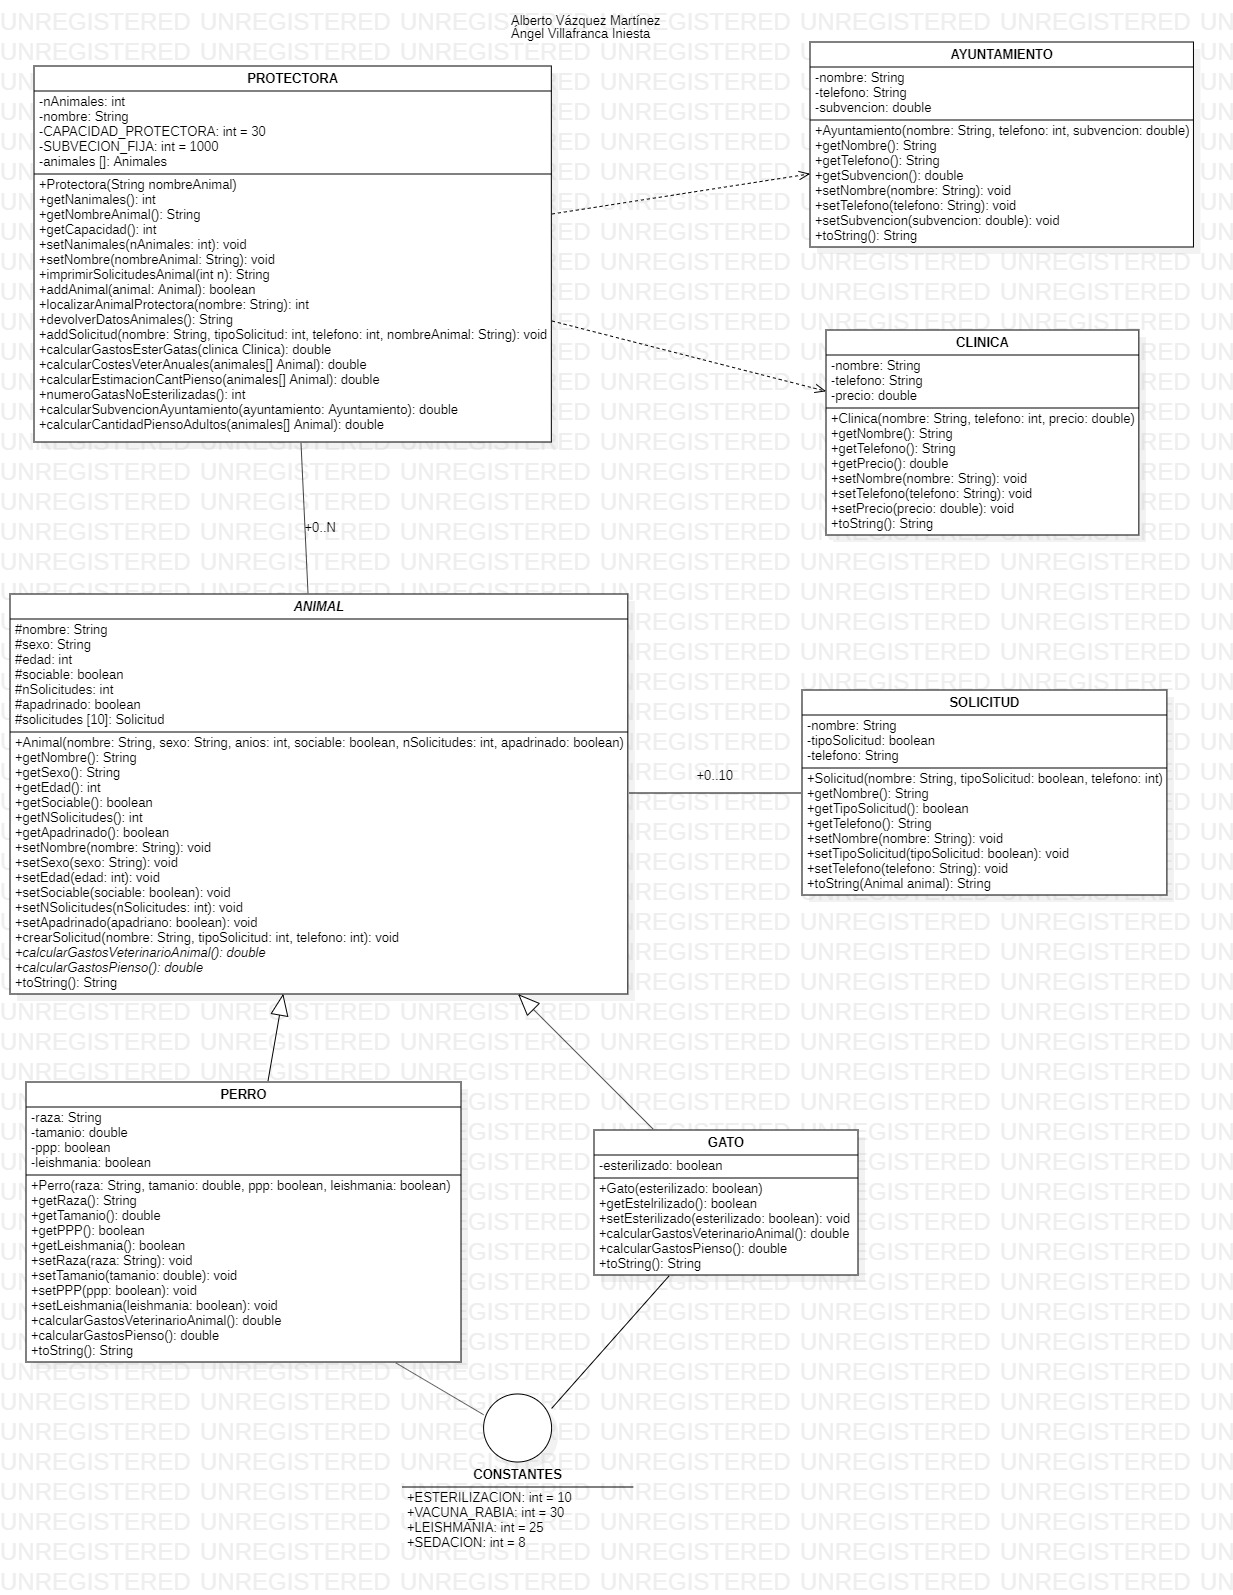 Alberto Vázquez Martínez
Ángel Villafranca Iniesta
PROTECTORA
-nAnimales: int
-nombre: String
-CAPACIDAD_PROTECTORA: int = 30
-SUBVECION_FIJA: int = 1000
-animales []: Animales
+Protectora(String nombreAnimal)
+getNanimales(): int
+getNombreAnimal(): String
+getCapacidad(): int
+setNanimales(nAnimales: int): void
+setNombre(nombreAnimal: String): void
+imprimirSolicitudesAnimal(int n): String
+addAnimal(animal: Animal): boolean
+localizarAnimalProtectora(nombre: String): int
+devolverDatosAnimales(): String
+addSolicitud(nombre: String, tipoSolicitud: int, telefono: int, nombreAnimal: String): void
+calcularGastosEsterGatas(clinica Clinica): double
+calcularCostesVeterAnuales(animales[] Animal): double
+calcularEstimacionCantPienso(animales[] Animal): double
+numeroGatasNoEsterilizadas(): int
+calcularSubvencionAyuntamiento(ayuntamiento: Ayuntamiento): double
+calcularCantidadPiensoAdultos(animales[] Animal): double
AYUNTAMIENTO
-nombre: String
-telefono: String
-subvencion: double
+Ayuntamiento(nombre: String, telefono: int, subvencion: double)
+getNombre(): String
+getTelefono(): String
+getSubvencion(): double
+setNombre(nombre: String): void
+setTelefono(telefono: String): void
+setSubvencion(subvencion: double): void
+toString(): String
CLINICA
-nombre: String
-telefono: String
-precio: double
+Clinica(nombre: String, telefono: int, precio: double)
+getNombre(): String
+getTelefono(): String
+getPrecio(): double
+setNombre(nombre: String): void
+setTelefono(telefono: String): void
+setPrecio(precio: double): void
+toString(): String
+0..N
ANIMAL
#nombre: String
#sexo: String
#edad: int
#sociable: boolean
#nSolicitudes: int
#apadrinado: boolean
#solicitudes [10]: Solicitud
+Animal(nombre: String, sexo: String, anios: int, sociable: boolean, nSolicitudes: int, apadrinado: boolean)
+getNombre(): String
+getSexo(): String
+getEdad(): int
+getSociable(): boolean
+getNSolicitudes(): int
+getApadrinado(): boolean
+setNombre(nombre: String): void
+setSexo(sexo: String): void
+setEdad(edad: int): void
+setSociable(sociable: boolean): void
+setNSolicitudes(nSolicitudes: int): void
+setApadrinado(apadriano: boolean): void
+crearSolicitud(nombre: String, tipoSolicitud: int, telefono: int): void
+calcularGastosVeterinarioAnimal(): double
+calcularGastosPienso(): double
+toString(): String
+0..10
SOLICITUD
-nombre: String
-tipoSolicitud: boolean
-telefono: String
+Solicitud(nombre: String, tipoSolicitud: boolean, telefono: int)
+getNombre(): String
+getTipoSolicitud(): boolean
+getTelefono(): String
+setNombre(nombre: String): void
+setTipoSolicitud(tipoSolicitud: boolean): void
+setTelefono(telefono: String): void
+toString(Animal animal): String
PERRO
-raza: String
-tamanio: double
-ppp: boolean
-leishmania: boolean
+Perro(raza: String, tamanio: double, ppp: boolean, leishmania: boolean)
+getRaza(): String
+getTamanio(): double
+getPPP(): boolean
+getLeishmania(): boolean
+setRaza(raza: String): void
+setTamanio(tamanio: double): void
+setPPP(ppp: boolean): void
+setLeishmania(leishmania: boolean): void
+calcularGastosVeterinarioAnimal(): double
+calcularGastosPienso(): double
+toString(): String
GATO
-esterilizado: boolean
+Gato(esterilizado: boolean)
+getEstelrilizado(): boolean
+setEsterilizado(esterilizado: boolean): void
+calcularGastosVeterinarioAnimal(): double
+calcularGastosPienso(): double
+toString(): String
CONSTANTES
+ESTERILIZACION: int = 10
+VACUNA_RABIA: int = 30
+LEISHMANIA: int = 25
+SEDACION: int = 8